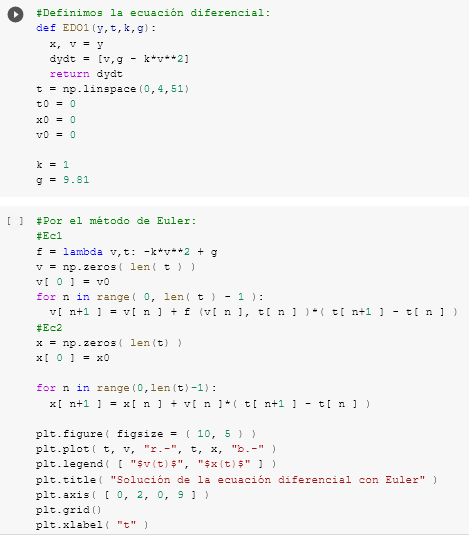 #Definimos la ecuación diferencial:
def EDO1(y,t,k,g):
  x, v = y
  dydt = [v,g - k*v**2]
  return dydt
t = np.linspace(0,4,51)
t0 = 0
x0 = 0
v0 = 0

k = 1
g = 9.81

[ ] #Por el método de Euler:
#Ec1
f = lambda v,t: -k*v**2 + g
v = np.zeros( len( t ) )
v[ 0 ] = v0
for n in range( 0, len( t ) - 1 ):
  v[ n+1 ] = v[ n ] + f (v[ n ], t[ n ] )*( t[ n+1 ] - t[ n ] )
#Ec2
x = np.zeros( len(t) )
x[ 0 ] = x0

for n in range(0,len(t)-1):
  x[ n+1 ] = x[ n ] + v[ n ]*( t[ n+1 ] - t[ n ] )

plt.figure( figsize = ( 10, 5 ) )
plt.plot( t, v, "r.-", t, x, "b.-" )
plt.legend( [ "$v(t)$", "$x(t)$" ] )
plt.title( "Solución de la ecuación diferencial con Euler" )
plt.axis( [ 0, 2, 0, 9 ] )
plt.grid()
plt.xlabel( "t" )